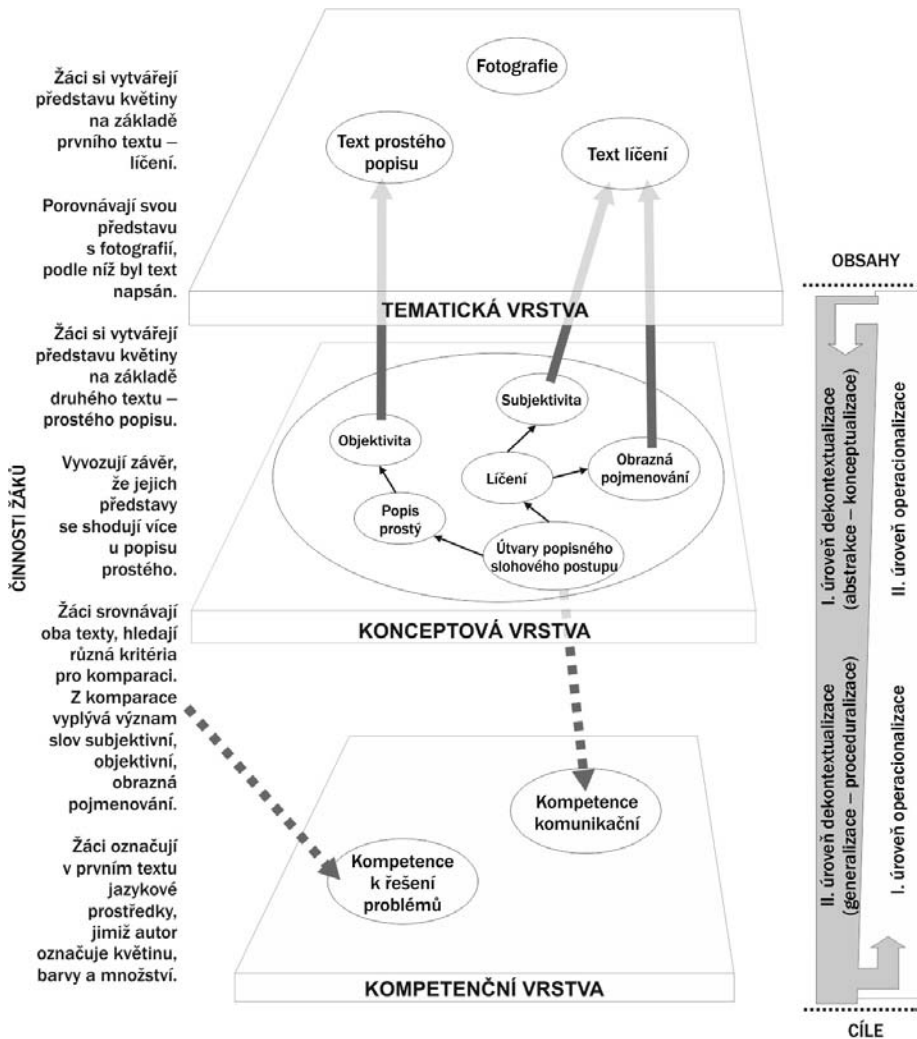 ČINNOSTI ŽÁKŮ
Žáci si vytvářejí
představu květiny
na základě
prvního textu –
líčení.
Porovnávají svou
představu
s fotografií,
podle níž byl text
napsán.
Žáci si vytvářejí
představu květiny
na základě
druhého textu –
prostého popisu.
Vyvozují závěr,
že jejich
představy
se shodují více
u popisu
prostého.
Žáci srovnávají
oba texty, hledají
různá kritéria
pro komparaci.
Z komparace
vyplývá význam
slov subjektivní,
objektivní,
obrazná
pojmenování.
Žáci označují
v prvním textu
jazykové
prostředky,
jimiž autor
označuje květinu,
barvy a množství.
Fotografie
Text prostého
popisu
Text líčení
TEMATICKÁ VRSTVA
Subjektivita
Objektivita
Líčení
Obrazná
pojmenování
Popis
prostý
Útvary popisného
slohového postupu
KONCEPTOVÁ VRSTVA
Kompetence
komunikační
Kompetence
k řešení
problémů
KOMPETENČNÍ VRSTVA
OBSAHY
I. úroveň dekontextualizace
(abstrakce – konceptualizace)
II. úroveň operacionalizace
II. úroveň dekontextualizace
(generalizace – proceduralizace)
I. úroveň operacionalizace
CÍLE